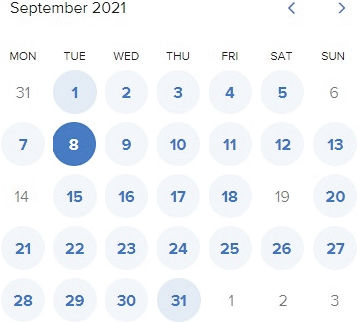 September 2021
MON TUE WED THU FRI SAT SUN
31 1 2 3 4 5 6
7 8 9 10 11 12 13
14 15 16 17 18 19 20
21 22 23 24 25 26 27
28 29 30 31 1 2 3